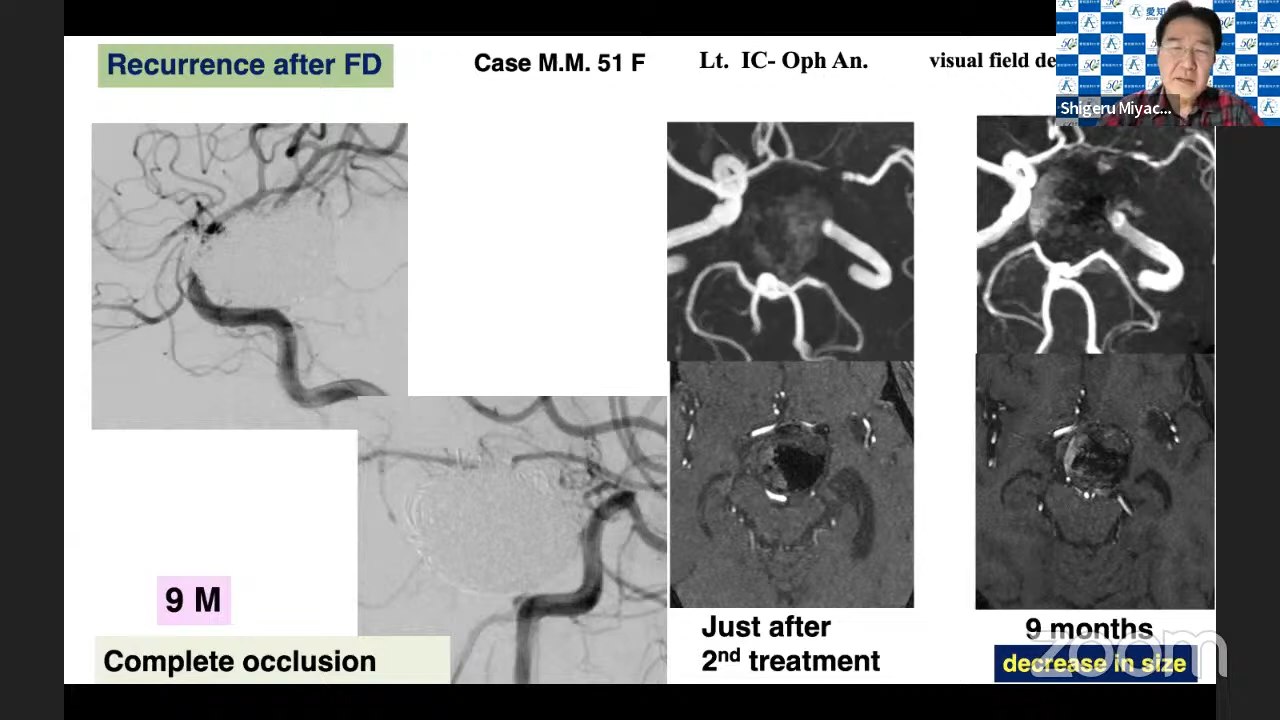 Recurrence after FD
Case M.M. 51 F
Lt. IC- Oph An.
visual field de
Shigeru Miyac...
9 M
Complete occlusion
Just after
2nd treatment
9 months
decrease in size
zoom